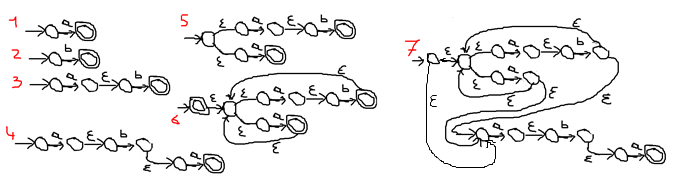 1 a
2 b
3 a ε b
4 a ε b ε a
5 ε a ε b
ε a
6 ε ε a ε b ε
ε a ε
7 ε ε a ε b ε
ε a ε ε
ε a ε b ε a